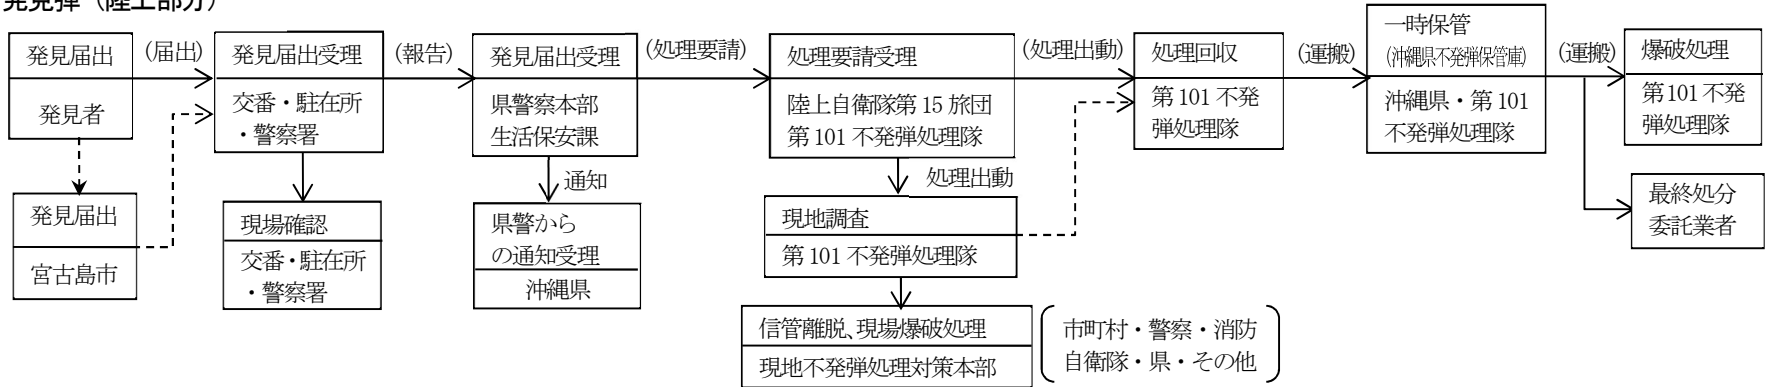 発見弾（陸上部分）
発見届出
発見者
(届出)
発見届出受理
交番・駐在所
・警察署
(報告)
発見届出受理
県警察本部
生活保安課
(処理要請)
処理要請受理
陸上自衛隊第15旅団
第101不発弾処理隊
(処理出動)
処理回収
第101不発
弾処理隊
(運搬)
一時保管
(沖縄県不発弾保管庫)
沖縄県・第101
不発弾処理隊
(運搬)
爆破処理
第101不発
弾処理隊
発見届出
宮古島市
現場確認
交番・駐在所
・警察署
通知
県警から
の通知受理
沖縄県
処理出動
現地調査
第101不発弾処理隊
最終処分
委託業者
信管離脱、現場爆破処理
現地不発弾処理対策本部
市町村・警察・消防
自衛隊・県・その他